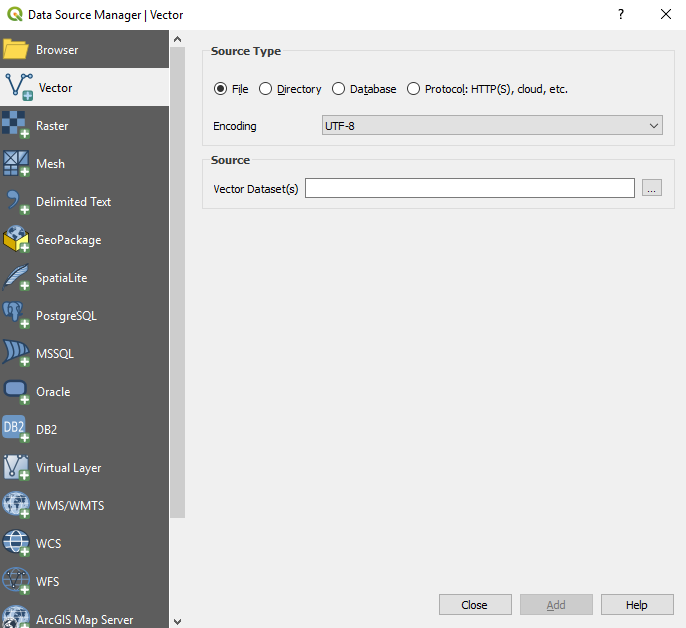 Data Source Manager | Vector
?
Browser
Vector
Raster
Mesh
Delimited Text
GeoPackage
SpatiaLite
PostgreSQL
MSSQL
Oracle
DB2
DB2
Virtual Layer
WMS/WMTS
WCS
WFS
ArcGIS Map Server
Source Type
File Directory Database Protocol: HTTP(S), cloud, etc.
Encoding UTF-8
Source
Vector Dataset(s) ...
Close Add Help